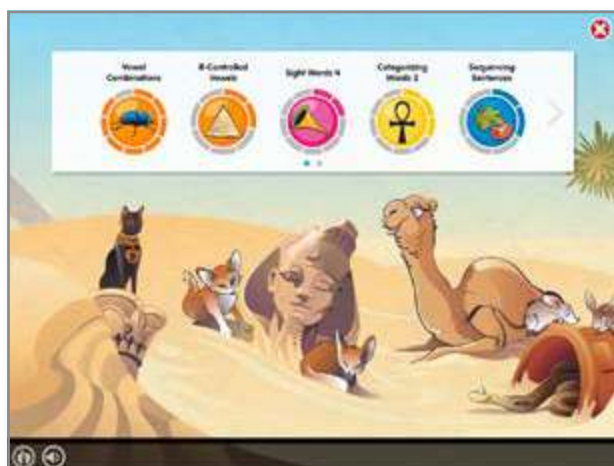 Vowel
Combinations
R-Controlled
Vowels
Sight Words 4
Categorizing
Words 2
Sequencing
Sentences